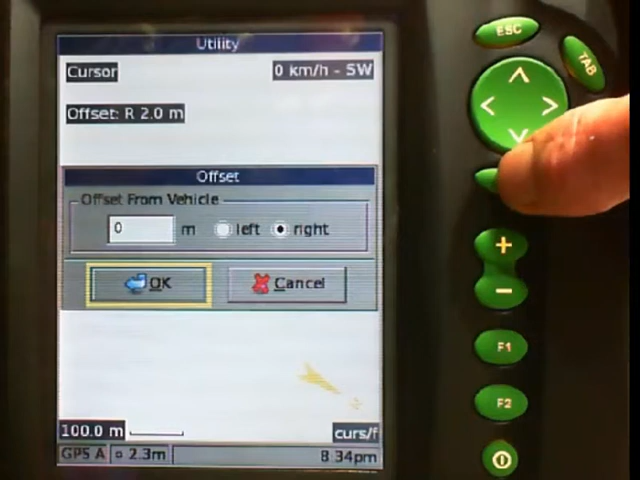 Utility
Cursor
0 km/h - SW
Offset: R 2.0 m
Offset
Offset From Vehicle
0 m left right
OK Cancel
100.0 m
curs/f
GPS A 2.3m 8:34pm
ESC
TAB
+
-
F1
F2